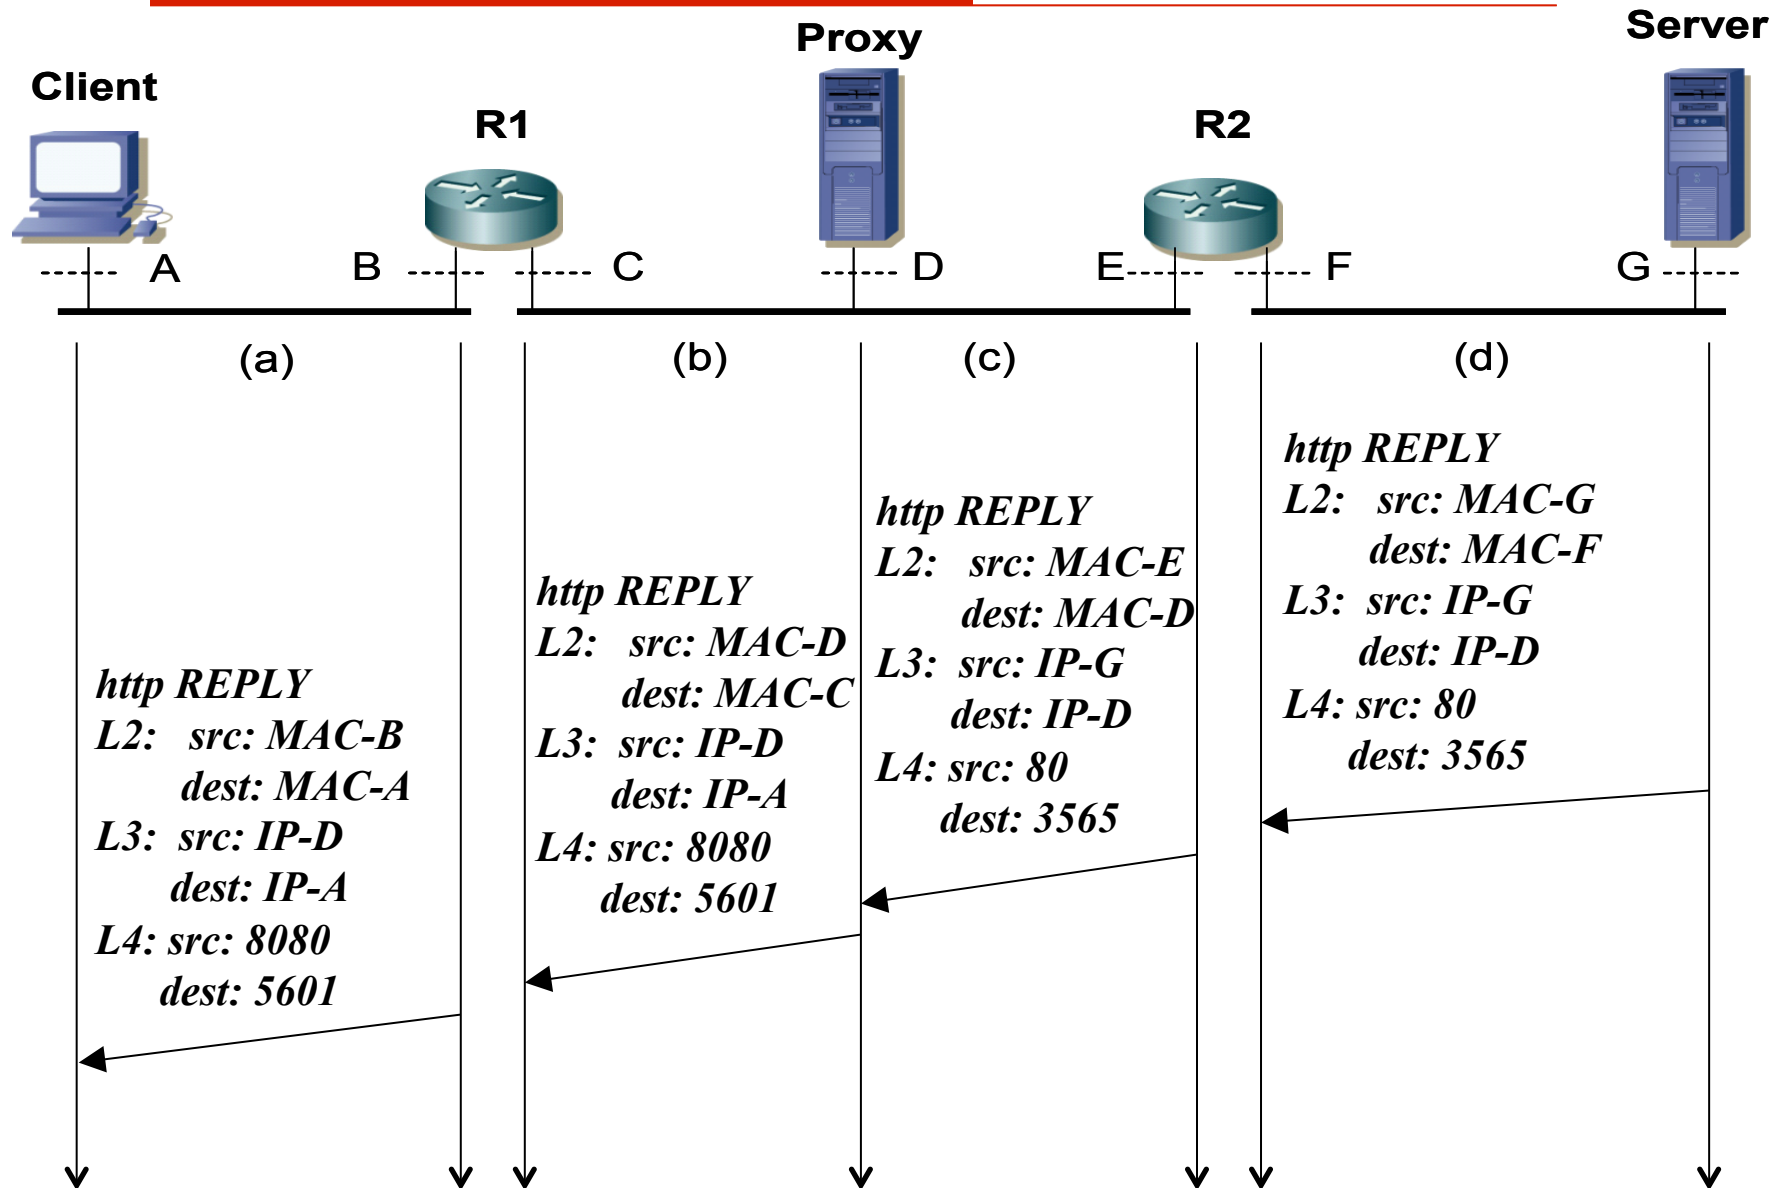 Client
R1
Proxy
R2
Server
A
B
C
D
E
F
G
(a)
(b)
(c)
(d)
http REPLY
L2: src: MAC-B
dest: MAC-A
L3: src: IP-D
dest: IP-A
L4: src: 8080
dest: 5601
http REPLY
L2: src: MAC-D
dest: MAC-C
L3: src: IP-D
dest: IP-A
L4: src: 8080
dest: 5601
http REPLY
L2: src: MAC-E
dest: MAC-D
L3: src: IP-G
dest: IP-D
L4: src: 80
dest: 3565
http REPLY
L2: src: MAC-G
dest: MAC-F
L3: src: IP-G
dest: IP-D
L4: src: 80
dest: 3565